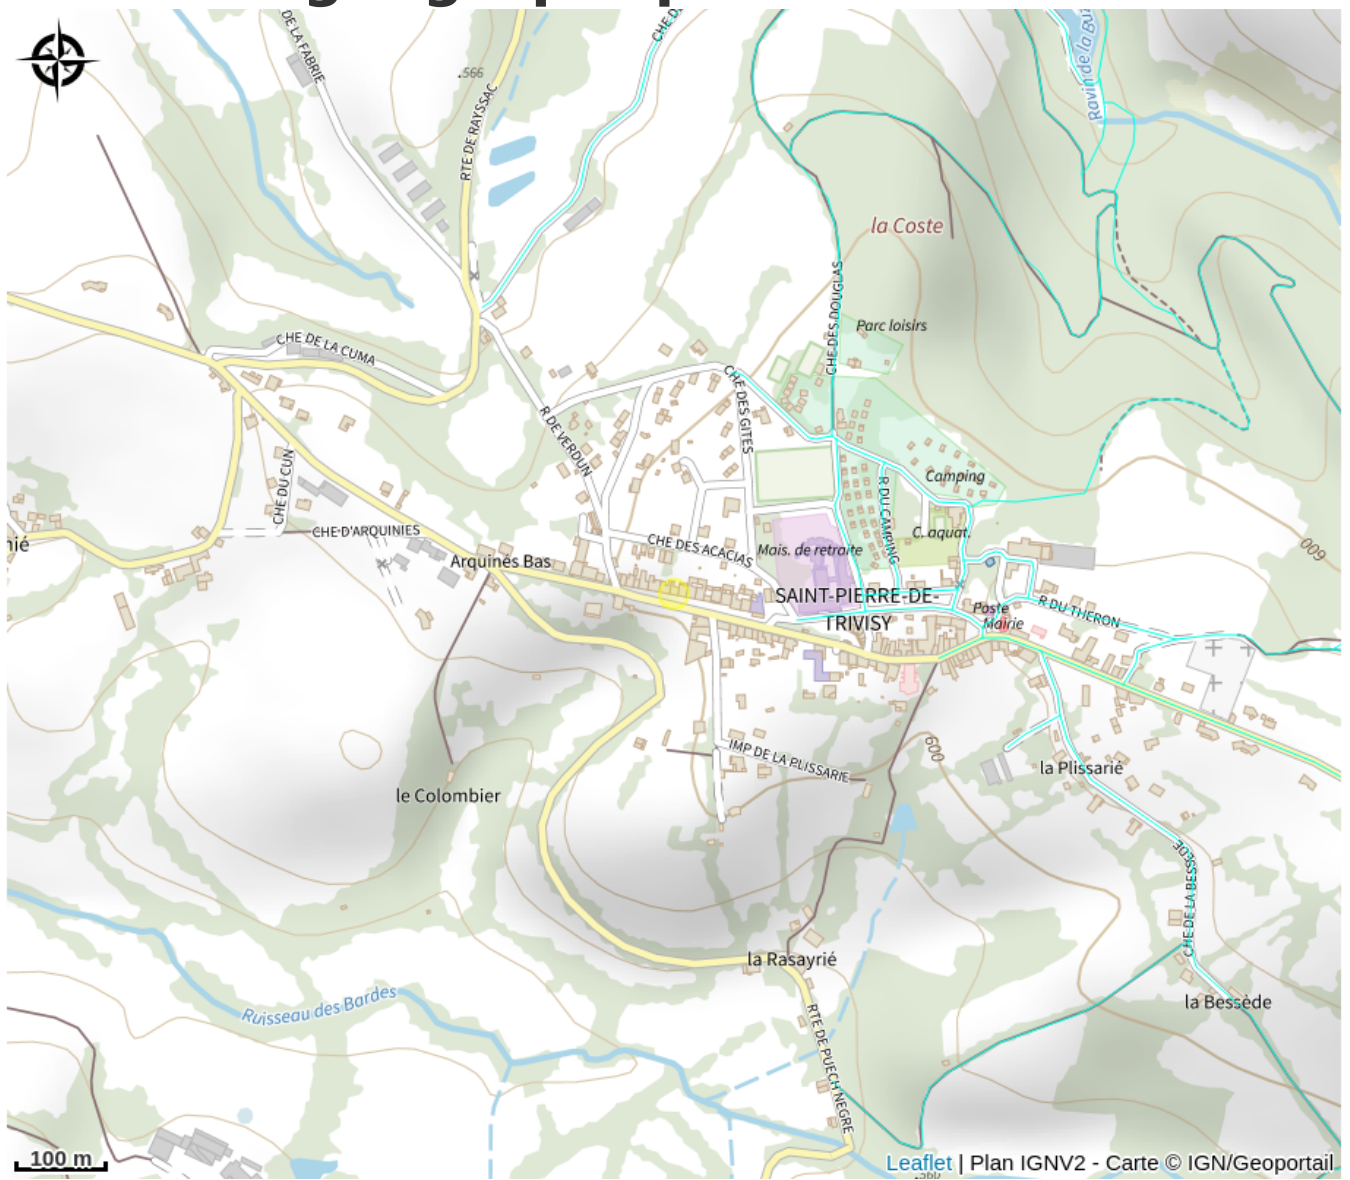 DE LA FABRIE
.566
RTE DE RAYSSAC
Ravin de la
la Coste
CHE DES DOUGLAS
Parc loisirs
CHE DE LA CUMA
CHE DES GITES
R DE VERDUN
CHE DU CUN
Camping
R DU CAMPING
CHE D'ARQUINIES
C. aquat.
CHE DES ACACIAS
Mais. de retraite
nié
600
Arquinés Bas
SAINT-PIERRE-DE-
TRIVISY
Poste
Mairie
R DU THERON
600
IMP DE LA PLISSARIE
la Plissarié
le Colombier
CHE DE LA BESSEDE
la Rasayrié
Ruisseau des Bardes
la Bessède
RTE DE PUECH NEGRE
100 m
Leaflet | Plan IGNV2 - Carte © IGN/Geoportail